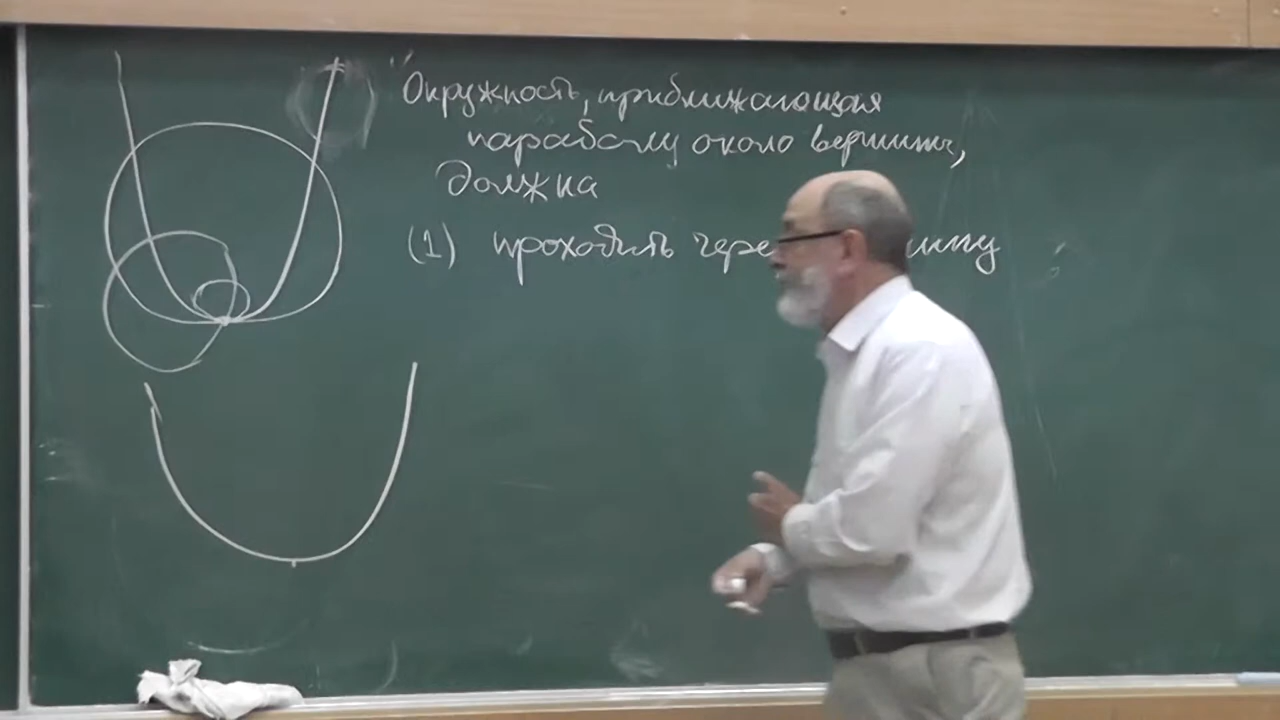 Окружность, приближающая
параболу около вершины,
должна
(1) проходить